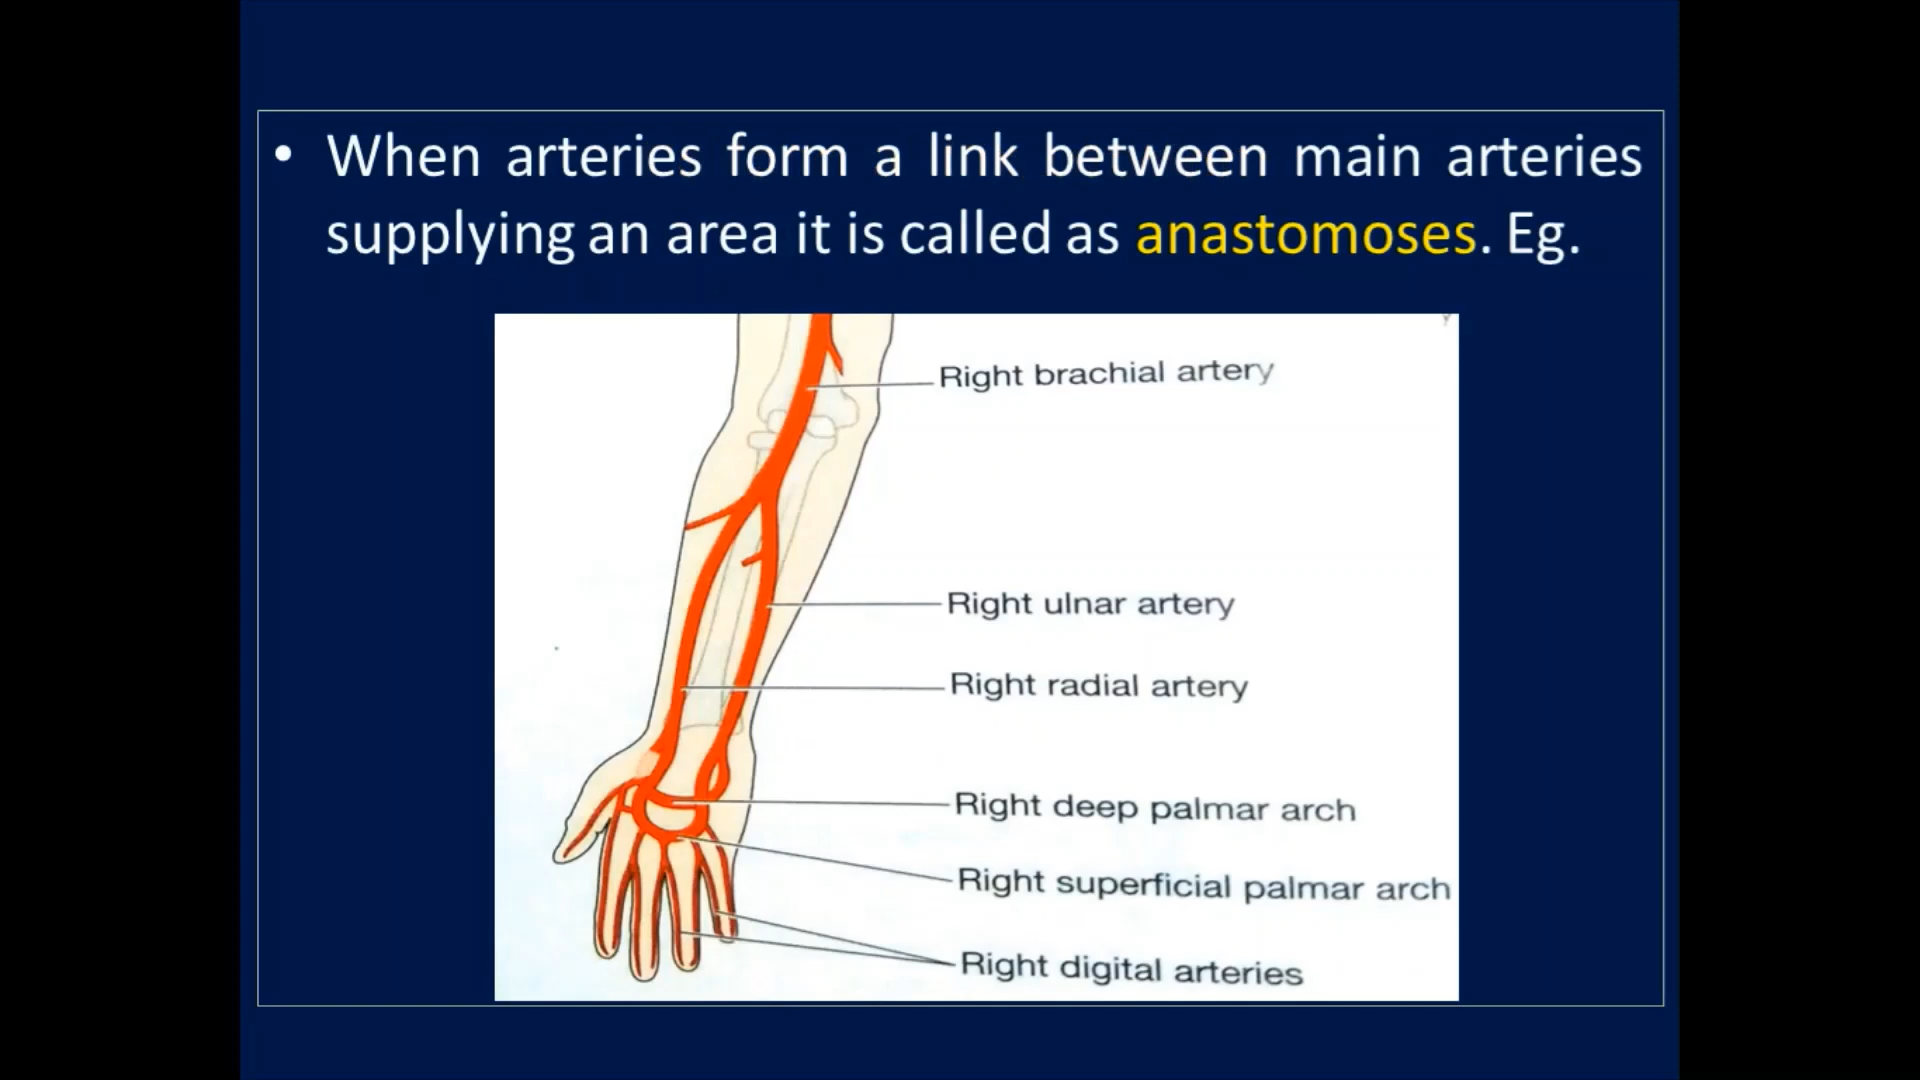 • When arteries form a link between main arteries
supplying an area it is called as anastomoses. Eg.
Right brachial artery
Right ulnar artery
Right radial artery
Right deep palmar arch
Right superficial palmar arch
Right digital arteries